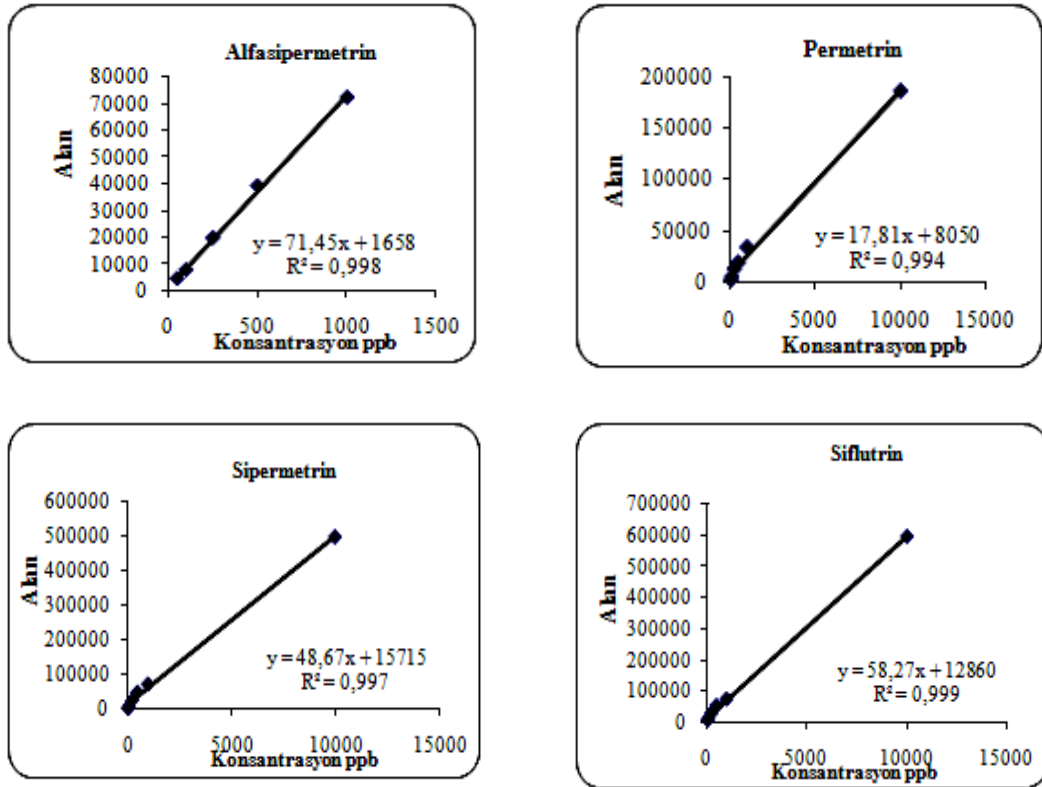 Alfasipermetrin
80000
70000
60000
50000
40000
30000
20000
10000
0
Alan
y = 71,45x + 1658
R² = 0,998
0 500 1000 1500
Konsantrasyon ppb
Permetrin
200000
150000
100000
50000
0
Alan
y = 17,81x + 8050
R² = 0,994
0 5000 10000 15000
Konsantrasyon ppb
Sipermetrin
600000
500000
400000
300000
200000
100000
0
Alan
y = 48,67x + 15715
R² = 0,997
0 5000 10000 15000
Konsantrasyon ppb
Siflutrin
700000
600000
500000
400000
300000
200000
100000
0
Alan
y = 58,27x + 12860
R² = 0,999
0 5000 10000 15000
Konsantrasyon ppb